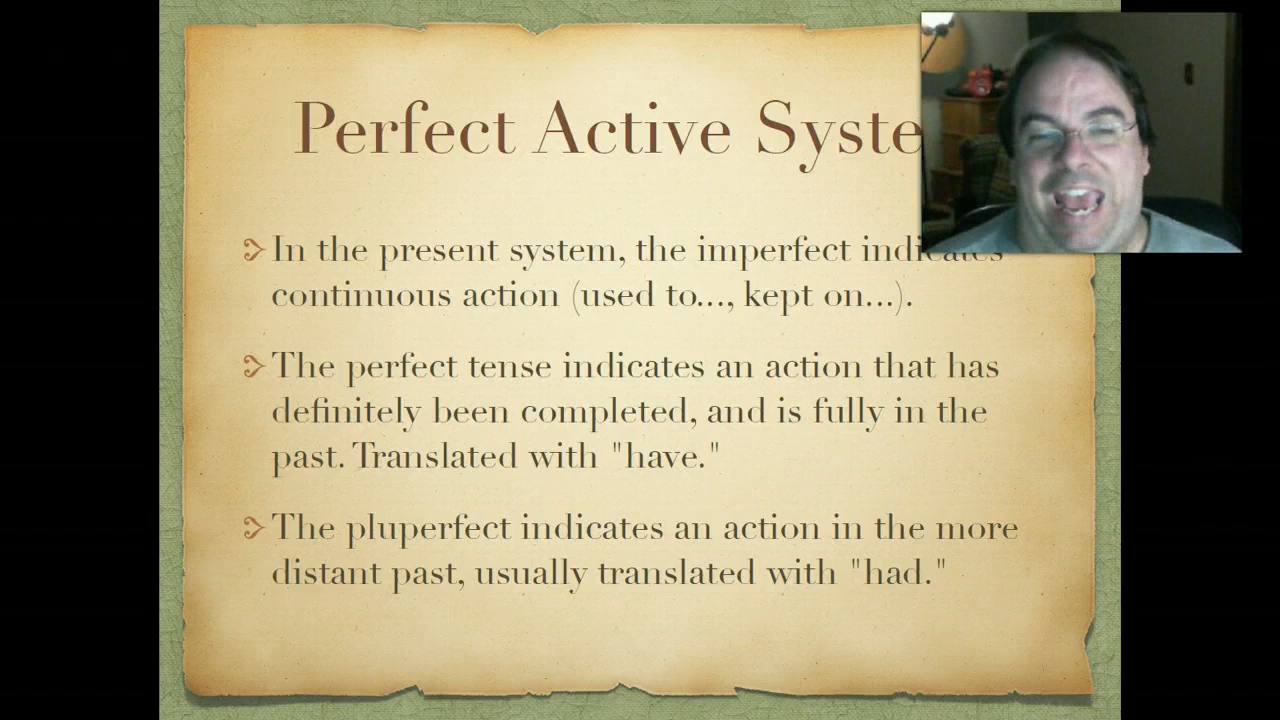 Perfect Active Syste
In the present system, the imperfect indicates
continuous action (used to..., kept on...).
The perfect tense indicates an action that has
definitely been completed, and is fully in the
past. Translated with "have."
The pluperfect indicates an action in the more
distant past, usually translated with "had."